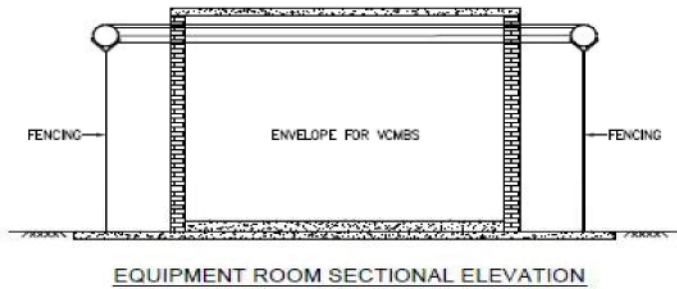 FENCING
ENVELOPE FOR VCMBS
FENCING
EQUIPMENT ROOM SECTIONAL ELEVATION